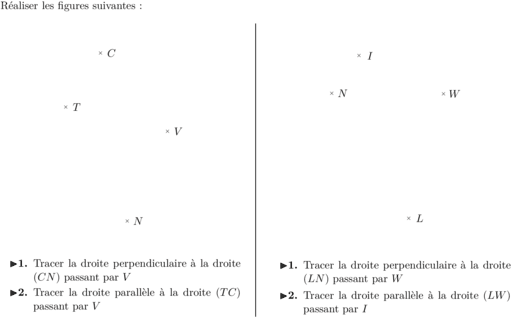 Réaliser les figures suivantes :
× C
× T
× V
× N
▶1. Tracer la droite perpendiculaire à la droite
(CN) passant par V
▶2. Tracer la droite parallèle à la droite (TC)
passant par V
× I
× N
× W
× L
▶1. Tracer la droite perpendiculaire à la droite
(LN) passant par W
▶2. Tracer la droite parallèle à la droite (LW)
passant par I